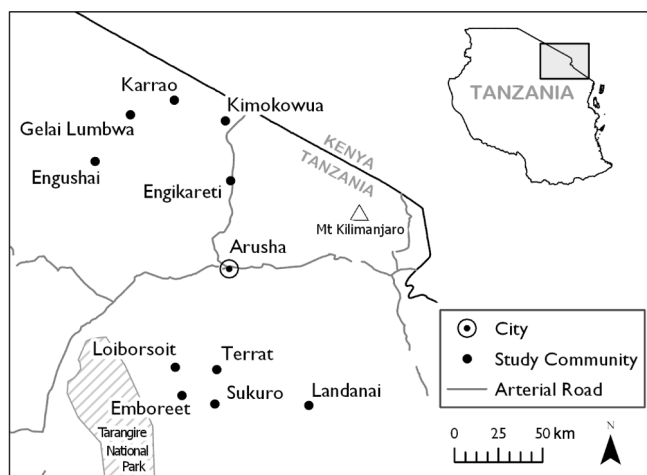 Karrao
Kimokowua
Gelai Lumbwa
Engushai
Engikareti
KENYA
TANZANIA
Mt Kilimanjaro
Arusha
TANZANIA
Loiborsoit
Terrat
Emboreet
Sukuro
Landanai
Tarangire
National
Park
City
Study Community
Arterial Road
0 25 50 km
N